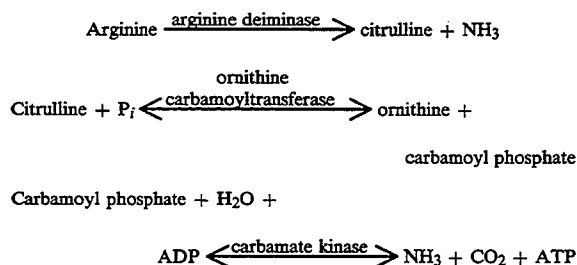 arginine deiminase
Arginine ⟶ citrulline + NH₃
ornithine
carbamoyltransferase
Citrulline + Pᵢ ⟷ ornithine +
carbamoyl phosphate
Carbamoyl phosphate + H₂O +
carbamate kinase
ADP ⟷ NH₃ + CO₂ + ATP